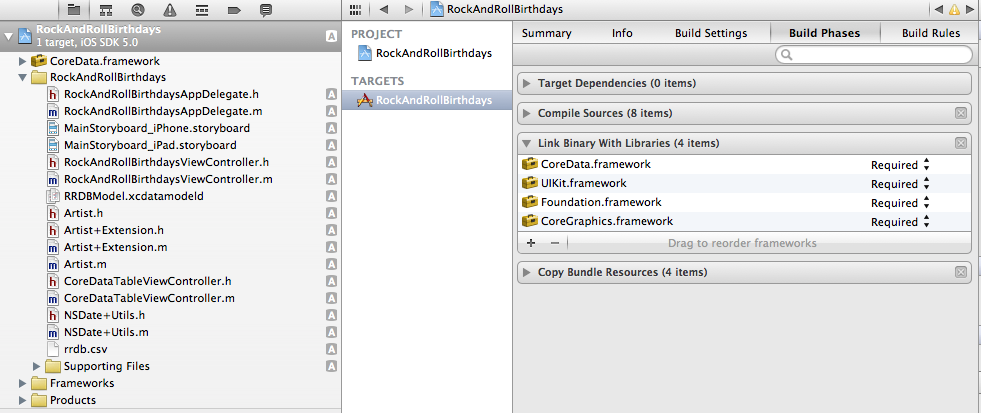 RockAndRollBirthdays
1 target, iOS SDK 5.0
A
CoreData.framework
RockAndRollBirthdays
RockAndRollBirthdaysAppDelegate.h
A
RockAndRollBirthdaysAppDelegate.m
A
MainStoryboard_iPhone.storyboard
A
MainStoryboard_iPad.storyboard
A
RockAndRollBirthdaysViewController.h
A
RockAndRollBirthdaysViewController.m
A
RRDBModel.xcdatamodeld
A
Artist.h
A
Artist+Extension.h
A
Artist+Extension.m
A
Artist.m
A
CoreDataTableViewController.h
A
CoreDataTableViewController.m
A
NSDate+Utils.h
A
NSDate+Utils.m
A
rrdb.csv
A
Supporting Files
A
Frameworks
Products
RockAndRollBirthdays
PROJECT
RockAndRollBirthdays
TARGETS
RockAndRollBirthdays
Summary
Info
Build Settings
Build Phases
Build Rules
Target Dependencies (0 items)
Compile Sources (8 items)
Link Binary With Libraries (4 items)
CoreData.framework
Required
UIKit.framework
Required
Foundation.framework
Required
CoreGraphics.framework
Required
Drag to reorder frameworks
Copy Bundle Resources (4 items)